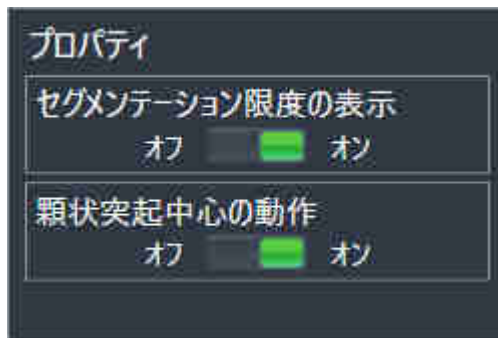 プロパティ
セグメンテーション限度の表示
オフ オン
顆状突起中心の動作
オフ オン